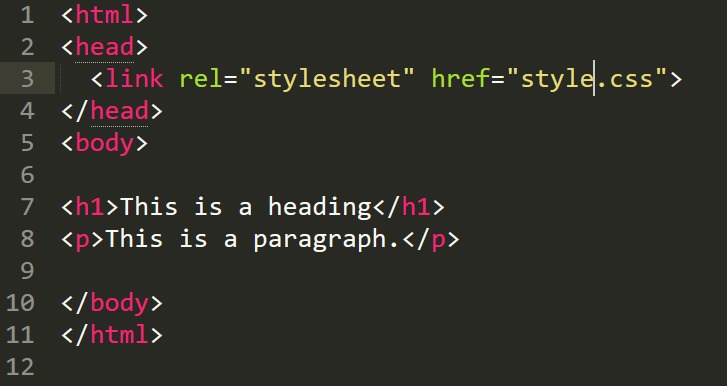 1 <html>
2 <head>
3   <link rel="stylesheet" href="style.css">
4 </head>
5 <body>
6
7 <h1>This is a heading</h1>
8 <p>This is a paragraph.</p>
9
10 </body>
11 </html>
12